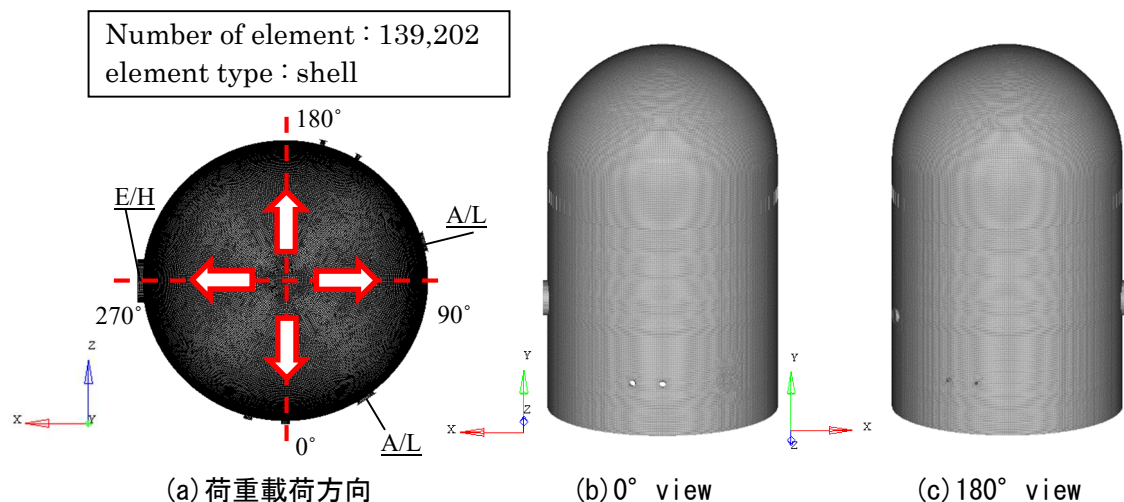 Number of element：139,202
element type：shell
180°
E/H
A/L
270°
90°
Z
X
Y
A/L
0°
Y
Z
X
Y
X
Z
(a)荷重載荷方向
(b)0° view
(c)180° view